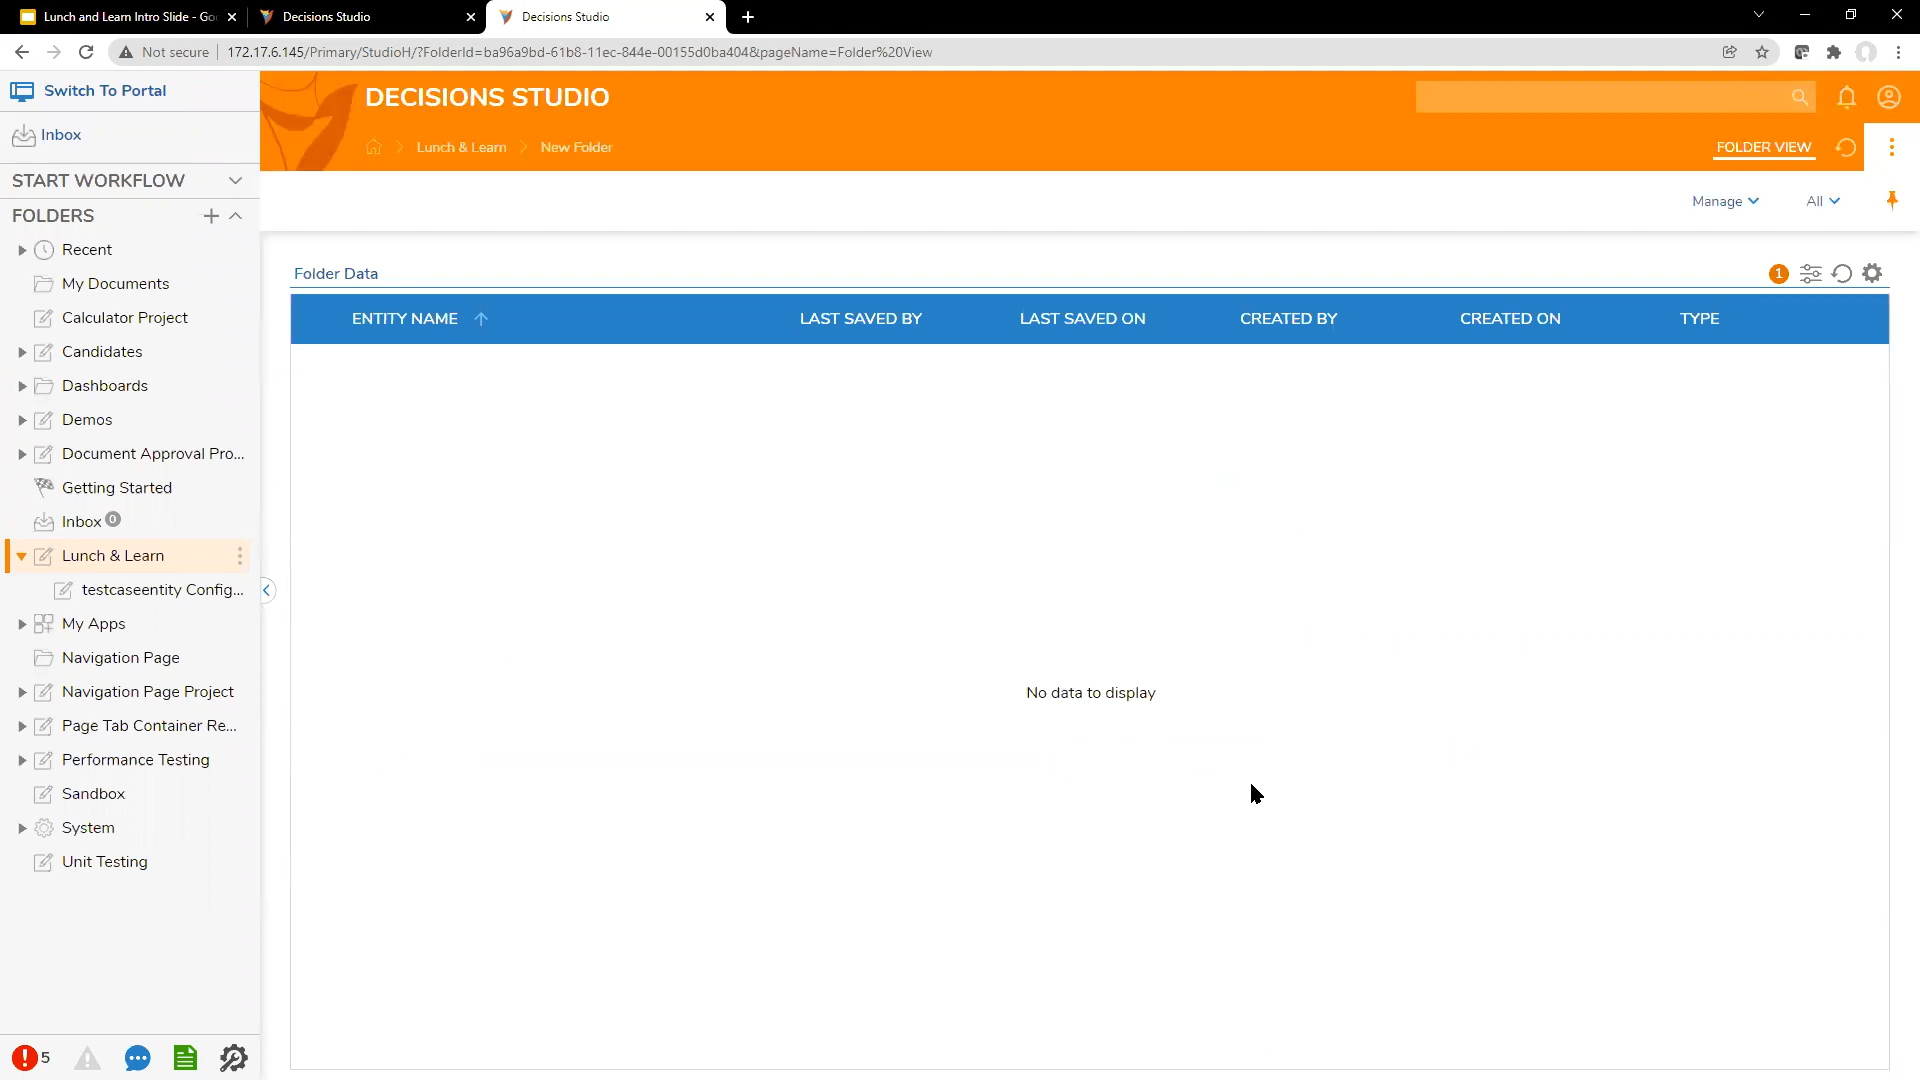 Lunch and Learn Intro Slide - Goo
Decisions Studio
Decisions Studio
Not secure
172.17.6.145/Primary/StudioH/?FolderId=ba96a9bd-61b8-11ec-844e-00155d0ba404&pageName=Folder%20View
Switch To Portal
DECISIONS STUDIO
Inbox
Lunch & Learn
New Folder
FOLDER VIEW
START WORKFLOW
Manage
All
FOLDERS
Recent
My Documents
Calculator Project
Candidates
Dashboards
Demos
Document Approval Pro...
Getting Started
Inbox 0
Lunch & Learn
testcaseentity Config...
My Apps
Navigation Page
Navigation Page Project
Page Tab Container Re...
Performance Testing
Sandbox
System
Unit Testing
5
Folder Data
1
ENTITY NAME
LAST SAVED BY
LAST SAVED ON
CREATED BY
CREATED ON
TYPE
No data to display